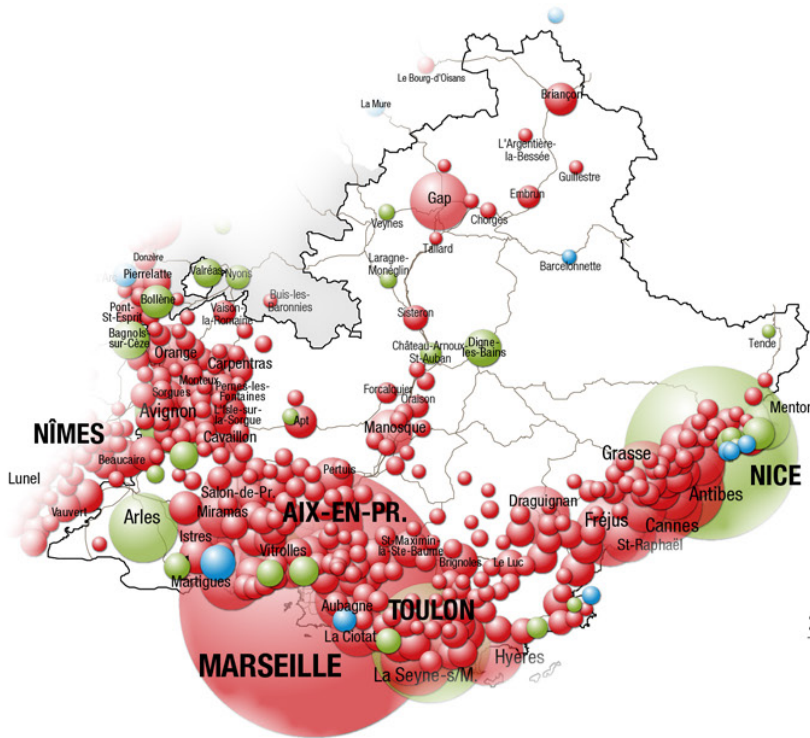 Le Bourg-d'Oisans
Briançon
La Mure
L'Argentière-
la-Bessée
Guillestre
Embrun
Gap
Chorges
Veynes
Tallard
Laragne-
Monéglin
Barcelonnette
Donzère
Pierrelatte
Valréas
Nyons
Bollène
Buis-les-
Baronnies
Pont-
St-Esprit
Vaison-
la-Romaine
Sisteron
Bagnols-
sur-Cèze
Château-Arnoux
St-Auban
Digne-
les-Bains
Tende
Orange
Carpentras
Monteux
Sorgues
Pernes-les-
Fontaines
Forcalquier
Oraison
Menton
Avignon
L'Isle-sur-
la-Sorgue
Apt
Manosque
NÎMES
Cavaillon
Grasse
NICE
Beaucaire
Pertuis
Lunel
Salon-de-Pr.
Antibes
Vauvert
Arles
Miramas
AIX-EN-PR.
Draguignan
Fréjus
Cannes
Istres
St-Maximin-
la-Ste-Baume
St-Raphaël
Vitrolles
Brignoles
Le Luc
Martigues
Aubagne
TOULON
La Ciotat
MARSEILLE
Hyères
La Seyne-s/M.